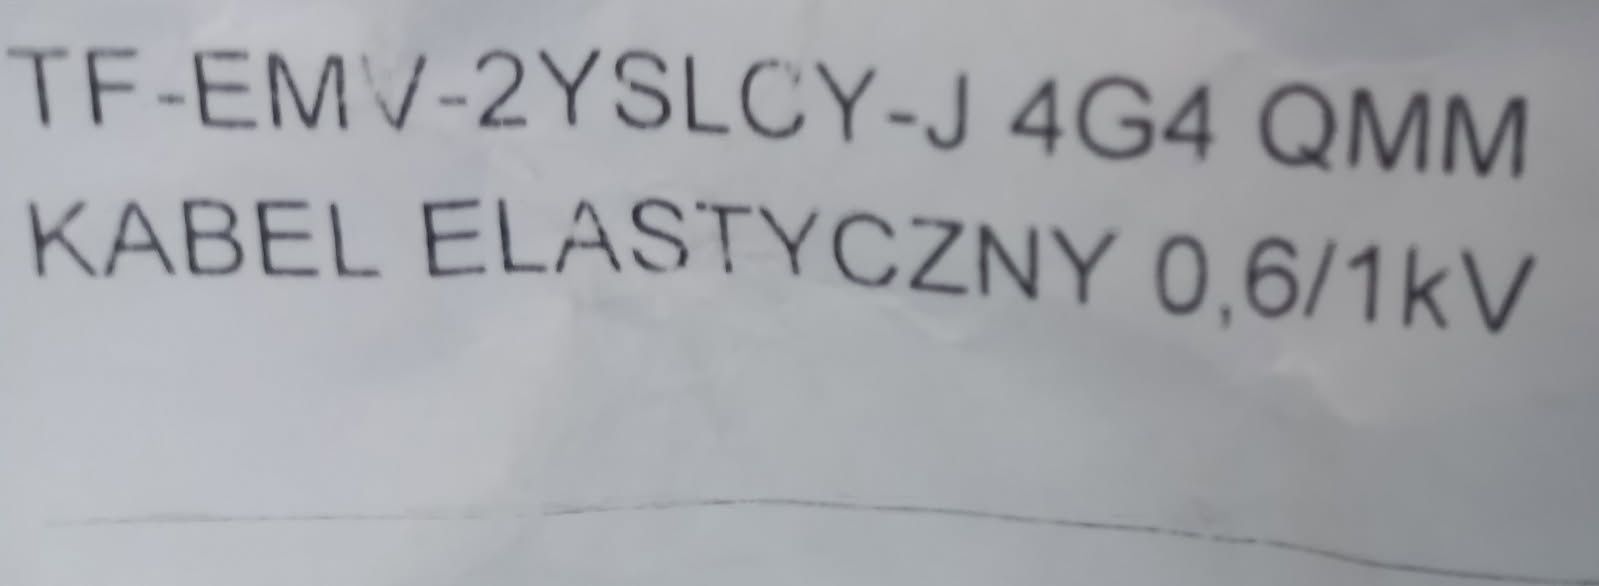 TF-EMV-2YSLCY-J 4G4 QMM
KABEL ELASTYCZNY 0,6/1kV